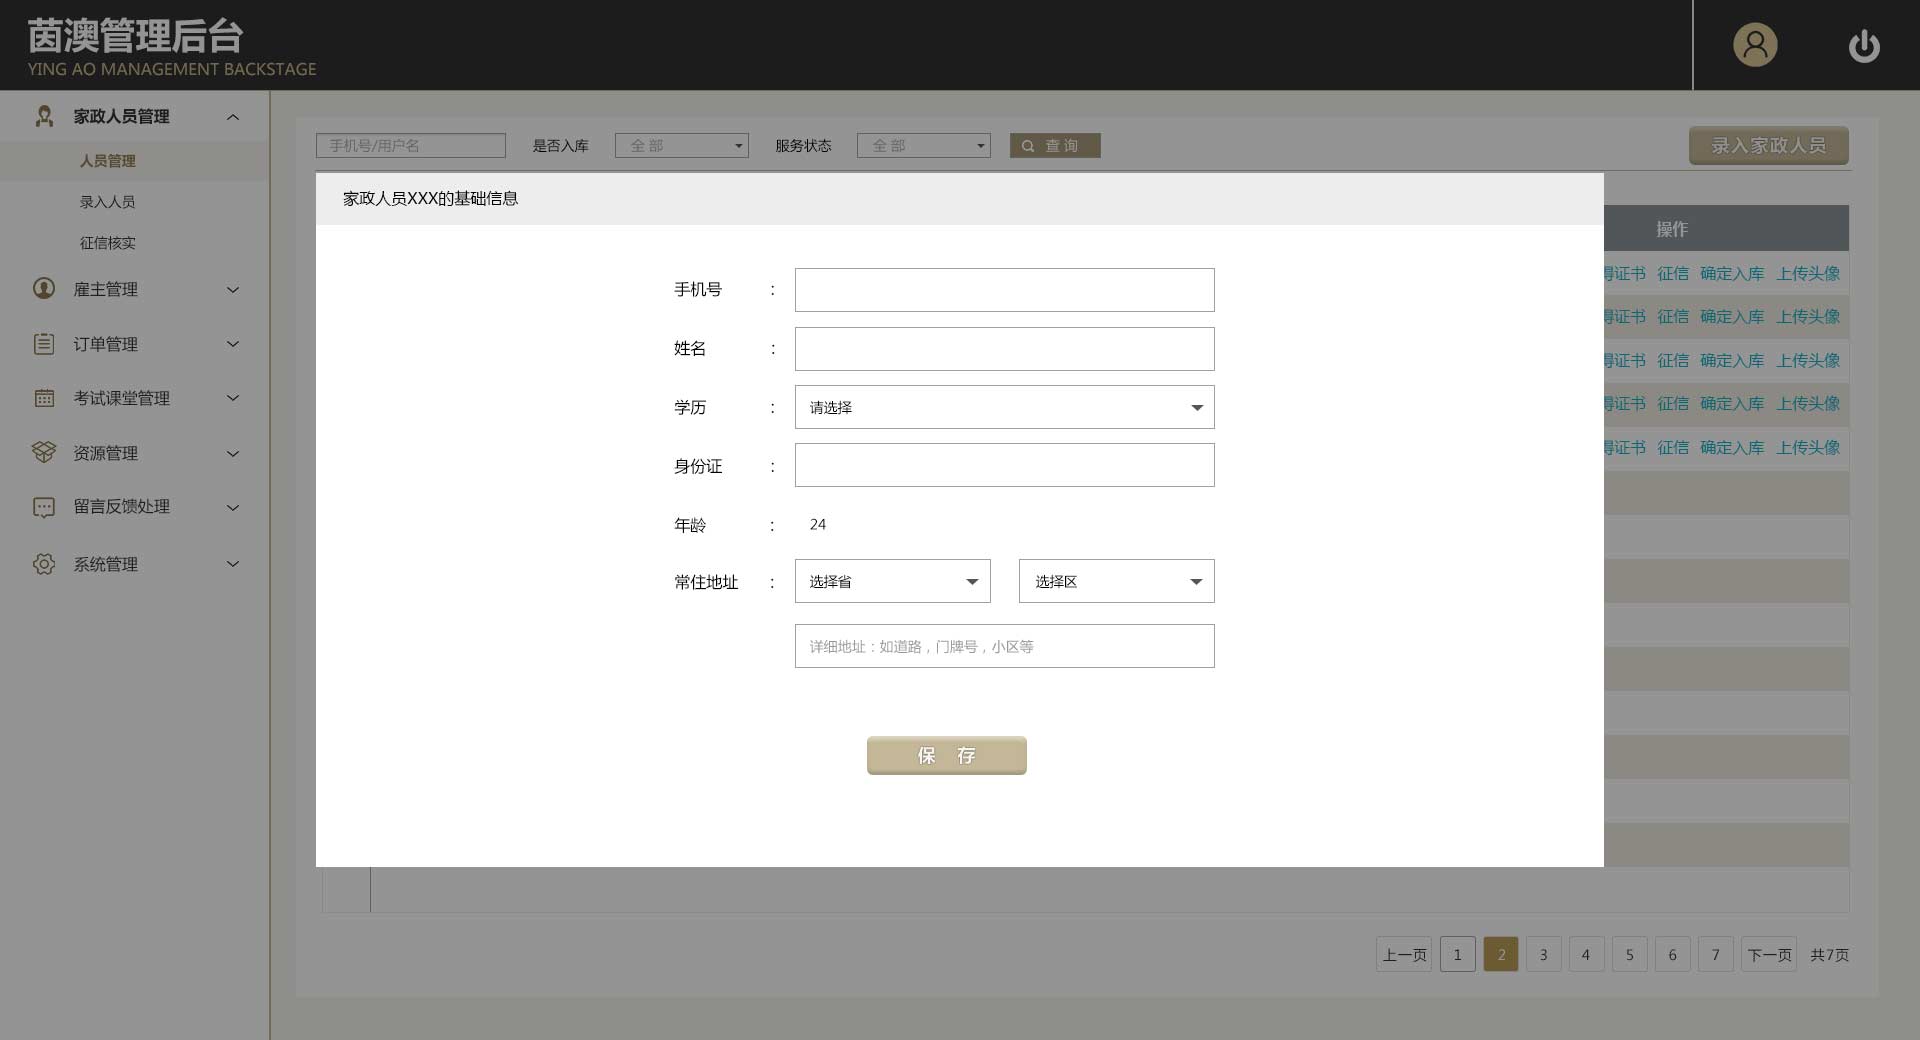 茵澳管理后台
YING AO MANAGEMENT BACKSTAGE
家政人员管理
人员管理
录入人员
征信核实
雇主管理
订单管理
考试课堂管理
资源管理
留言反馈处理
系统管理
手机号/用户名 是否入库 全 部 服务状态 全 部 查 询 录入家政人员
家政人员XXX的基础信息
操作
证书 征信 确定入库 上传头像
证书 征信 确定入库 上传头像
证书 征信 确定入库 上传头像
证书 征信 确定入库 上传头像
证书 征信 确定入库 上传头像
手机号 :
姓名 :
学历 : 请选择
身份证 :
年龄 : 24
常住地址 : 选择省 选择区
详细地址：如道路，门牌号，小区等
保 存
上一页 1 2 3 4 5 6 7 下一页 共7页